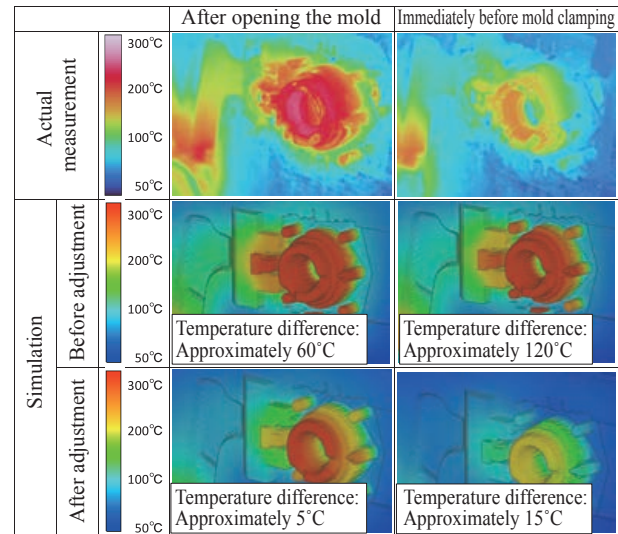 After opening the mold
Immediately before mold clamping
Actual
measurement
300℃
200℃
100℃
50℃
Simulation
Before adjustment
300℃
200℃
100℃
50℃
Temperature difference:
Approximately 60˚C
Temperature difference:
Approximately 120˚C
After adjustment
300℃
200℃
100℃
50℃
Temperature difference:
Approximately 5˚C
Temperature difference:
Approximately 15˚C